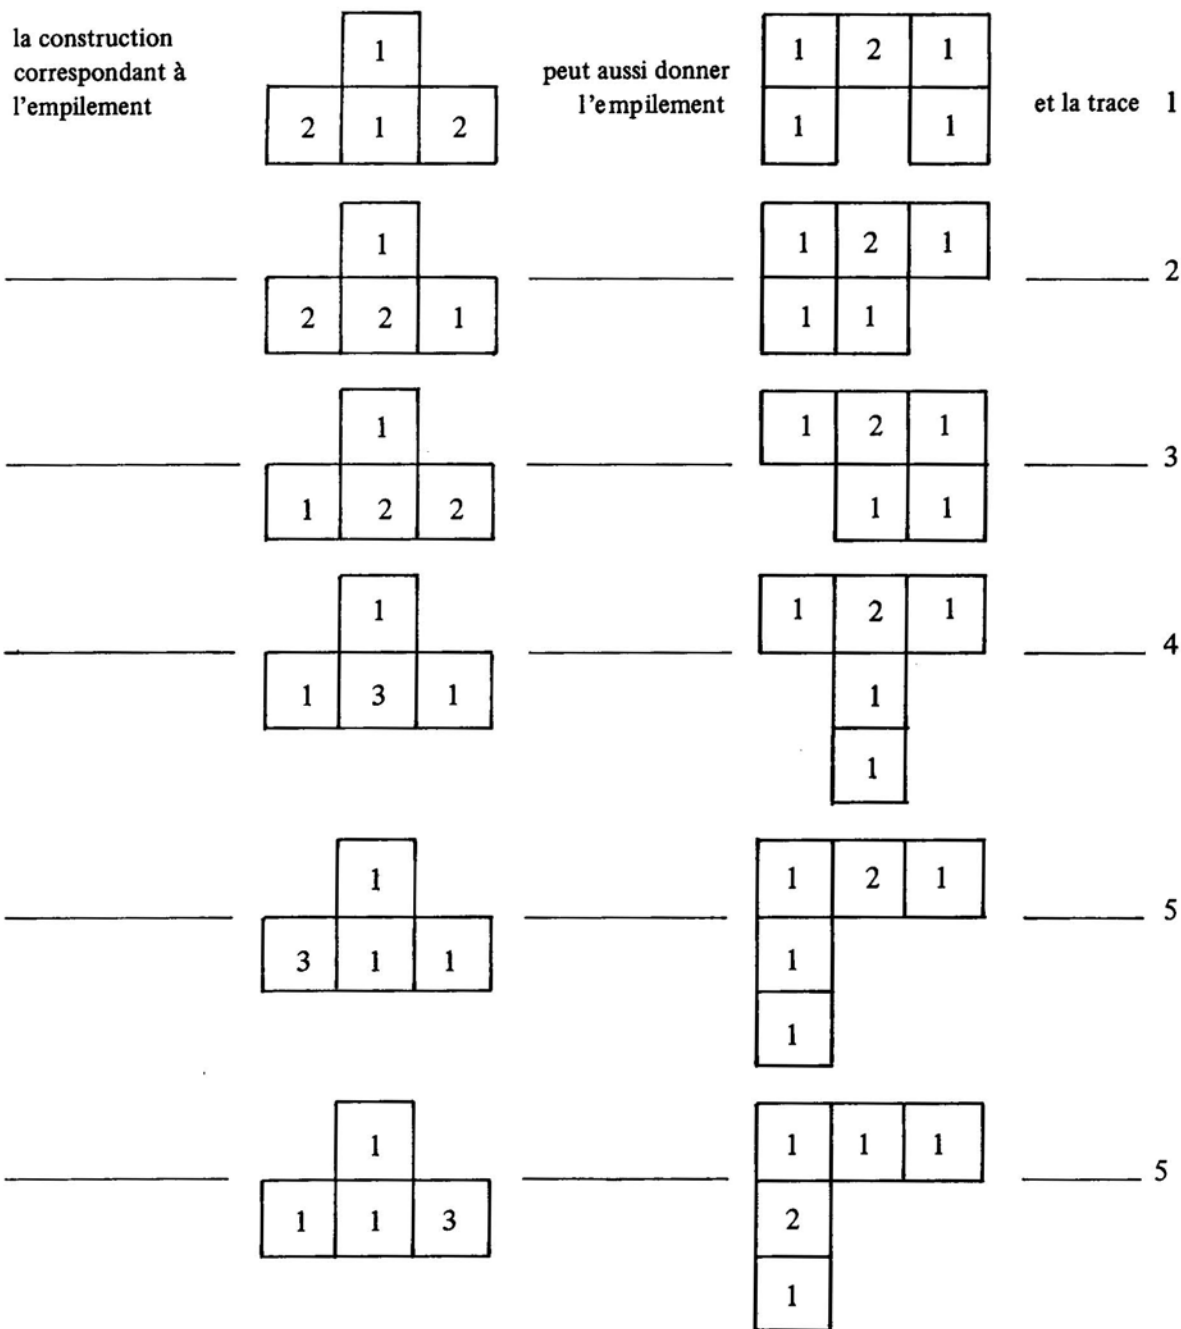 la construction
correspondant à
l'empilement
1
2 1 2
peut aussi donner
l'empilement
1 2 1
1 1
et la trace 1
1
2 2 1
1 2 1
1 1
2
1
1 2 2
1 2 1
1 1
3
1
1 3 1
1 2 1
1
1
4
1
3 1 1
1 2 1
1
1
5
1
1 1 3
1 1 1
2
1
5